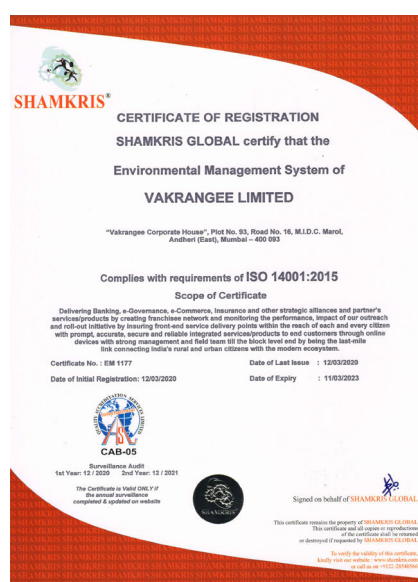 SHAMKRIS®
CERTIFICATE OF REGISTRATION
SHAMKRIS GLOBAL certify that the
Environmental Management System of
VAKRANGEE LIMITED
"Vakrangee Corporate House", Plot No. 93, Road No. 16, M.I.D.C. Marol,
Andheri (East), Mumbai – 400 093
Complies with requirements of ISO 14001:2015
Scope of Certificate
Delivering Banking, e-Governance, e-Commerce, Insurance and other strategic alliances and partner's
services/products by creating franchisee network and monitoring the performance, impact of our outreach
and roll-out initiative by insuring front-end service delivery points within the reach of each and every citizen
with prompt, accurate, secure and reliable integrated services/products to end customers through online
devices with strong management and field team till the block level end by being the last-mile
link connecting India's rural and urban citizens with the modern ecosystem.
Certificate No. : EM 1177
Date of Last Issue : 12/03/2020
Date of Initial Registration: 12/03/2020
Date of Expiry : 11/03/2023
CAB-05
Surveillance Audit
1st Year: 12 / 2020 2nd Year: 12 / 2021
The Certificate is Valid ONLY if
the annual surveillance
completed & updated on website
SHAMKRIS
Signed on behalf of SHAMKRIS GLOBAL
This certificate remains the property of SHAMKRIS GLOBAL
This certificate and all copies or reproductions
of the certificate shall be returned
or destroyed if requested by SHAMKRIS GLOBAL
To verify the validity of this certificate,
kindly visit our website : www.shamkris.com
or call us on +9122-28546566